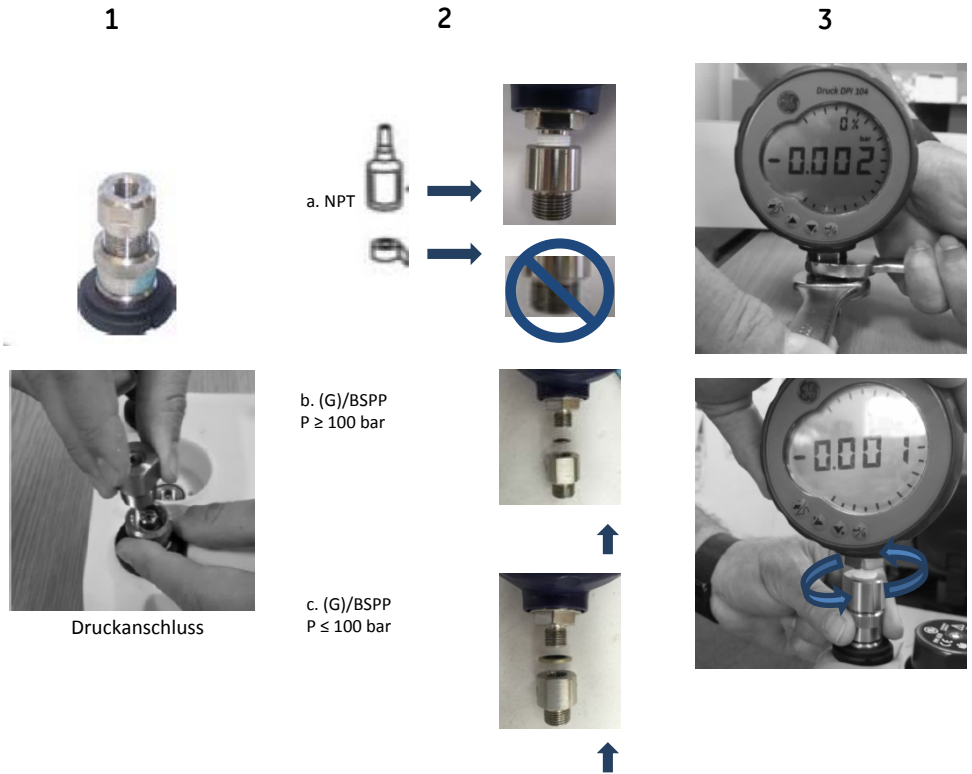 1
2
3
a. NPT
b. (G)/BSPP
P ≥ 100 bar
c. (G)/BSPP
P ≤ 100 bar
Druckanschluss
Druck DPI 104
0%
bar
-0.002
-0.001